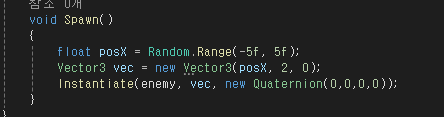 참조 0개
void Spawn()
{
float posX = Random.Range(-5f, 5f);
Vector3 vec = new Vector3(posX, 2, 0);
Instantiate(enemy, vec, new Quaternion(0,0,0,0));
}
}